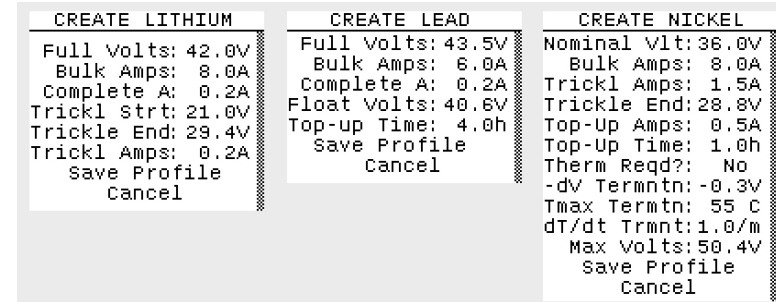 CREATE LITHIUM
Full Volts: 42.0V
Bulk Amps: 8.0A
Complete A: 0.2A
Trickl Strt: 21.0V
Trickle End: 29.4V
Trickl Amps: 0.2A
Save Profile
Cancel
CREATE LEAD
Full Volts: 43.5V
Bulk Amps: 6.0A
Complete A: 0.2A
Float Volts: 40.6V
Top-up Time: 4.0h
Save Profile
Cancel
CREATE NICKEL
Nominal Vlt: 36.0V
Bulk Amps: 8.0A
Trickl Amps: 1.5A
Trickle End: 28.8V
Top-Up Amps: 0.5A
Top-Up Time: 1.0h
Therm Reqd?: No
-dV Termntn: -0.3V
Tmax Termtn: 55 C
dT/dt Trmnt: 1.0/m
Max Volts: 50.4V
Save Profile
Cancel